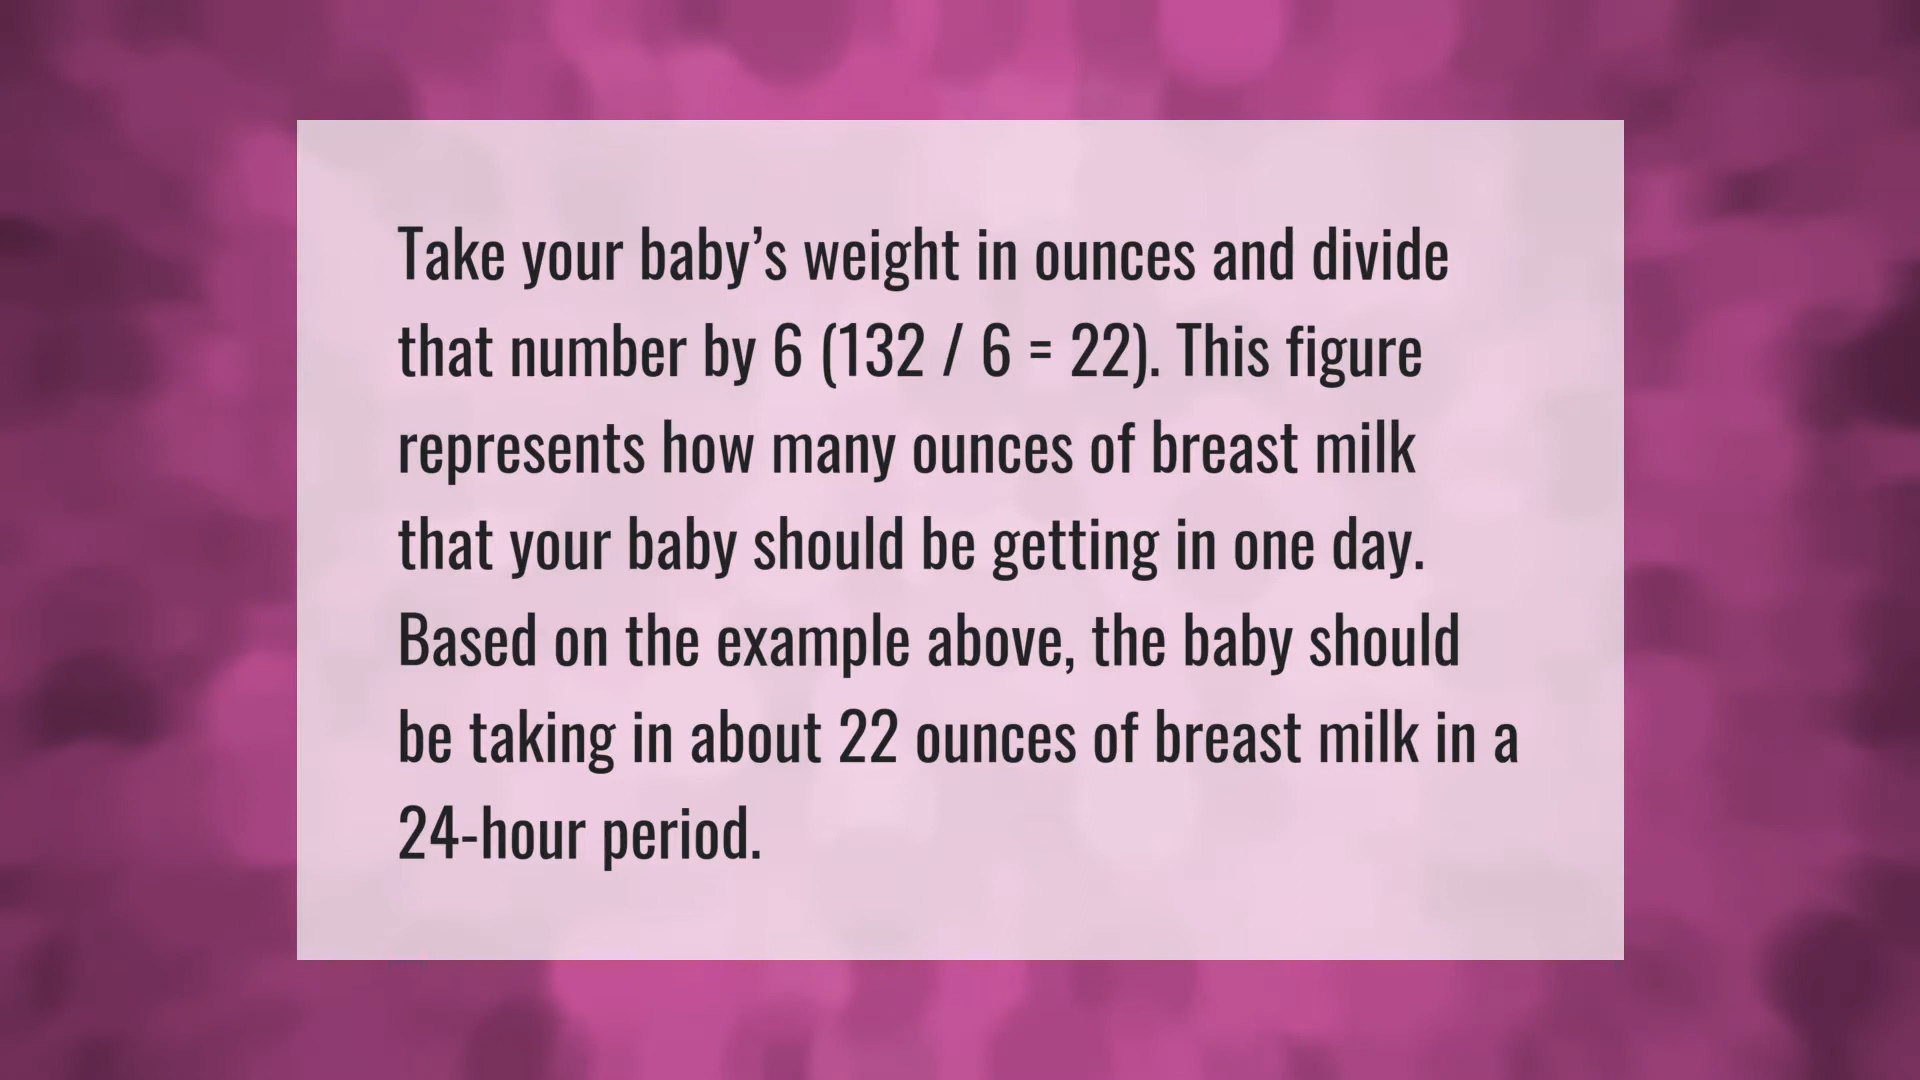 Take your baby’s weight in ounces and divide
that number by 6 (132 / 6 = 22). This figure
represents how many ounces of breast milk
that your baby should be getting in one day.
Based on the example above, the baby should
be taking in about 22 ounces of breast milk in a
24-hour period.